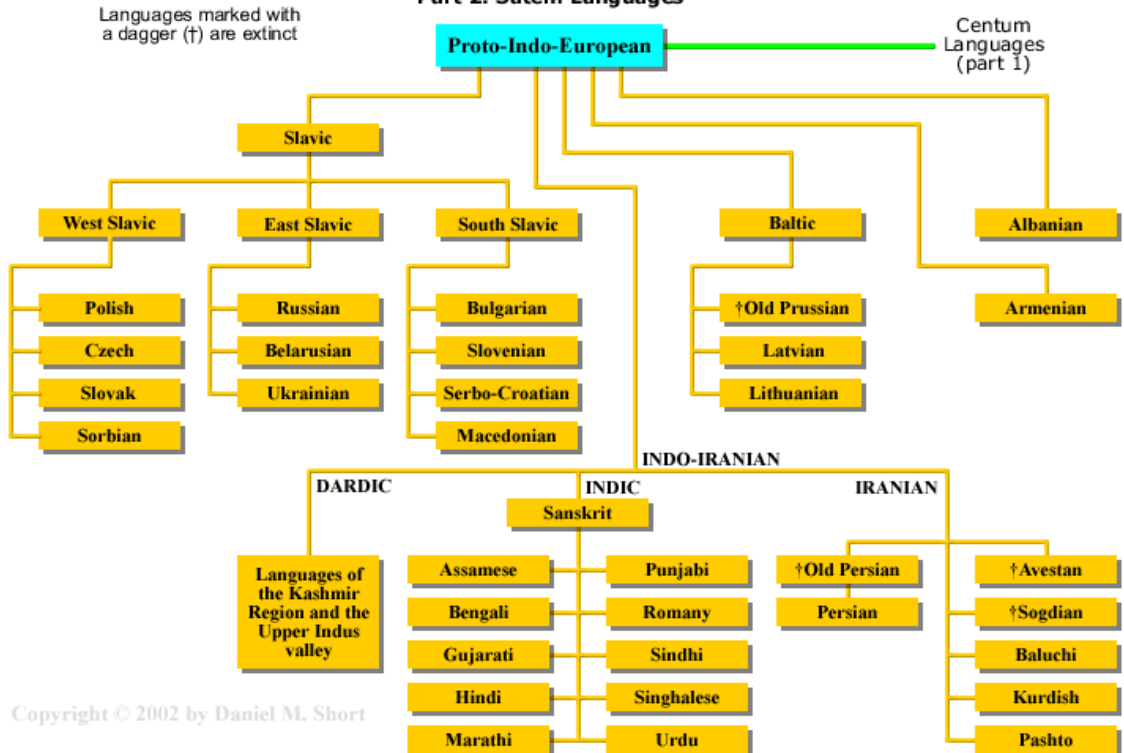 Part 2: Satem Languages
Languages marked with
a dagger (†) are extinct
Proto-Indo-European
Centum
Languages
(part 1)
Slavic
West Slavic
East Slavic
South Slavic
Baltic
Albanian
Polish
Russian
Bulgarian
†Old Prussian
Armenian
Czech
Belarusian
Slovenian
Latvian
Slovak
Ukrainian
Serbo-Croatian
Lithuanian
Sorbian
Macedonian
INDO-IRANIAN
DARDIC
INDIC
IRANIAN
Sanskrit
Languages of
the Kashmir
Region and the
Upper Indus
valley
Assamese
Punjabi
†Old Persian
†Avestan
Bengali
Romany
Persian
†Sogdian
Gujarati
Sindhi
Baluchi
Hindi
Singhalese
Kurdish
Marathi
Urdu
Pashto
Copyright © 2002 by Daniel M. Short